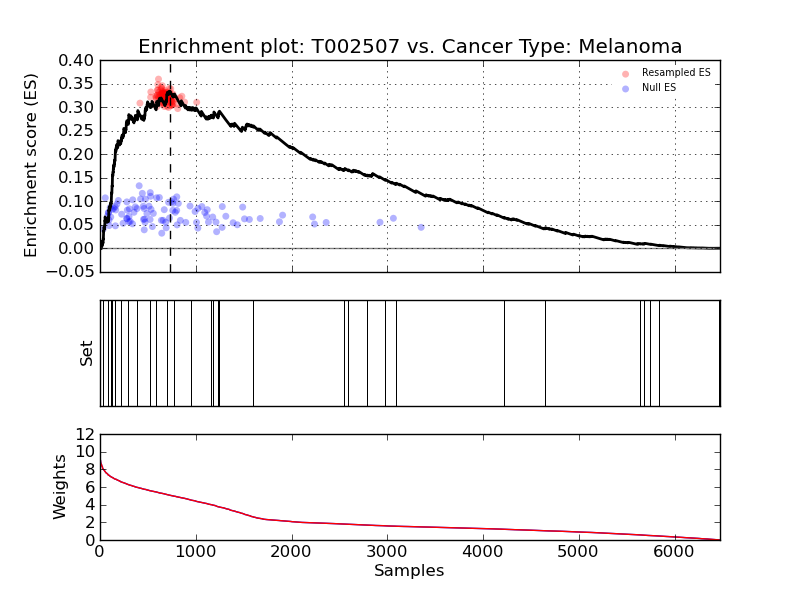 Enrichment plot: T002507 vs. Cancer Type: Melanoma
Enrichment score (ES)
0.40
0.35
0.30
0.25
0.20
0.15
0.10
0.05
0.00
−0.05
Resampled ES
Null ES
Set
Weights
12
10
8
6
4
2
0
0 1000 2000 3000 4000 5000 6000
Samples